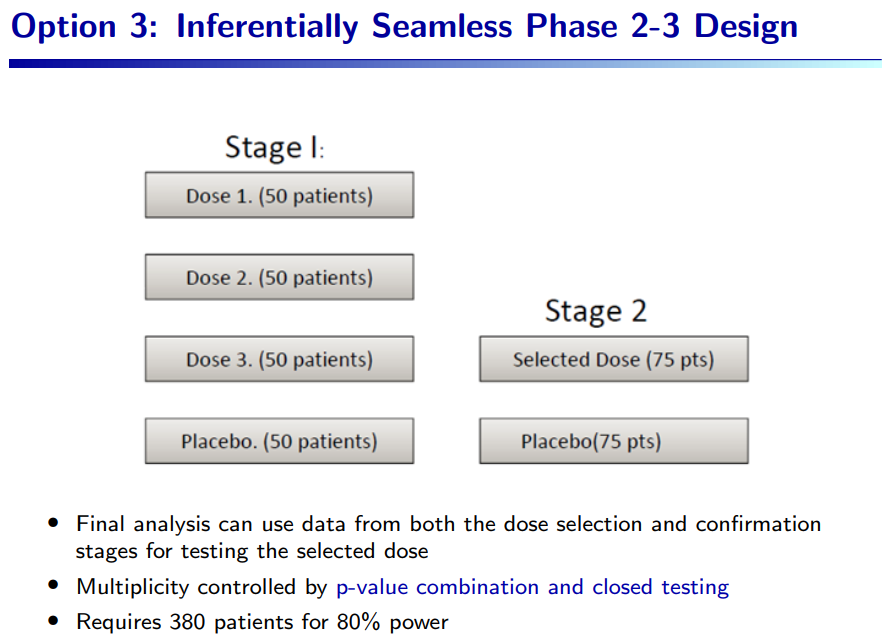 Option 3: Inferentially Seamless Phase 2-3 Design
Stage I:
Dose 1. (50 patients)
Dose 2. (50 patients)
Dose 3. (50 patients)
Placebo. (50 patients)
Stage 2
Selected Dose (75 pts)
Placebo(75 pts)
• Final analysis can use data from both the dose selection and confirmation
stages for testing the selected dose
• Multiplicity controlled by p-value combination and closed testing
• Requires 380 patients for 80% power